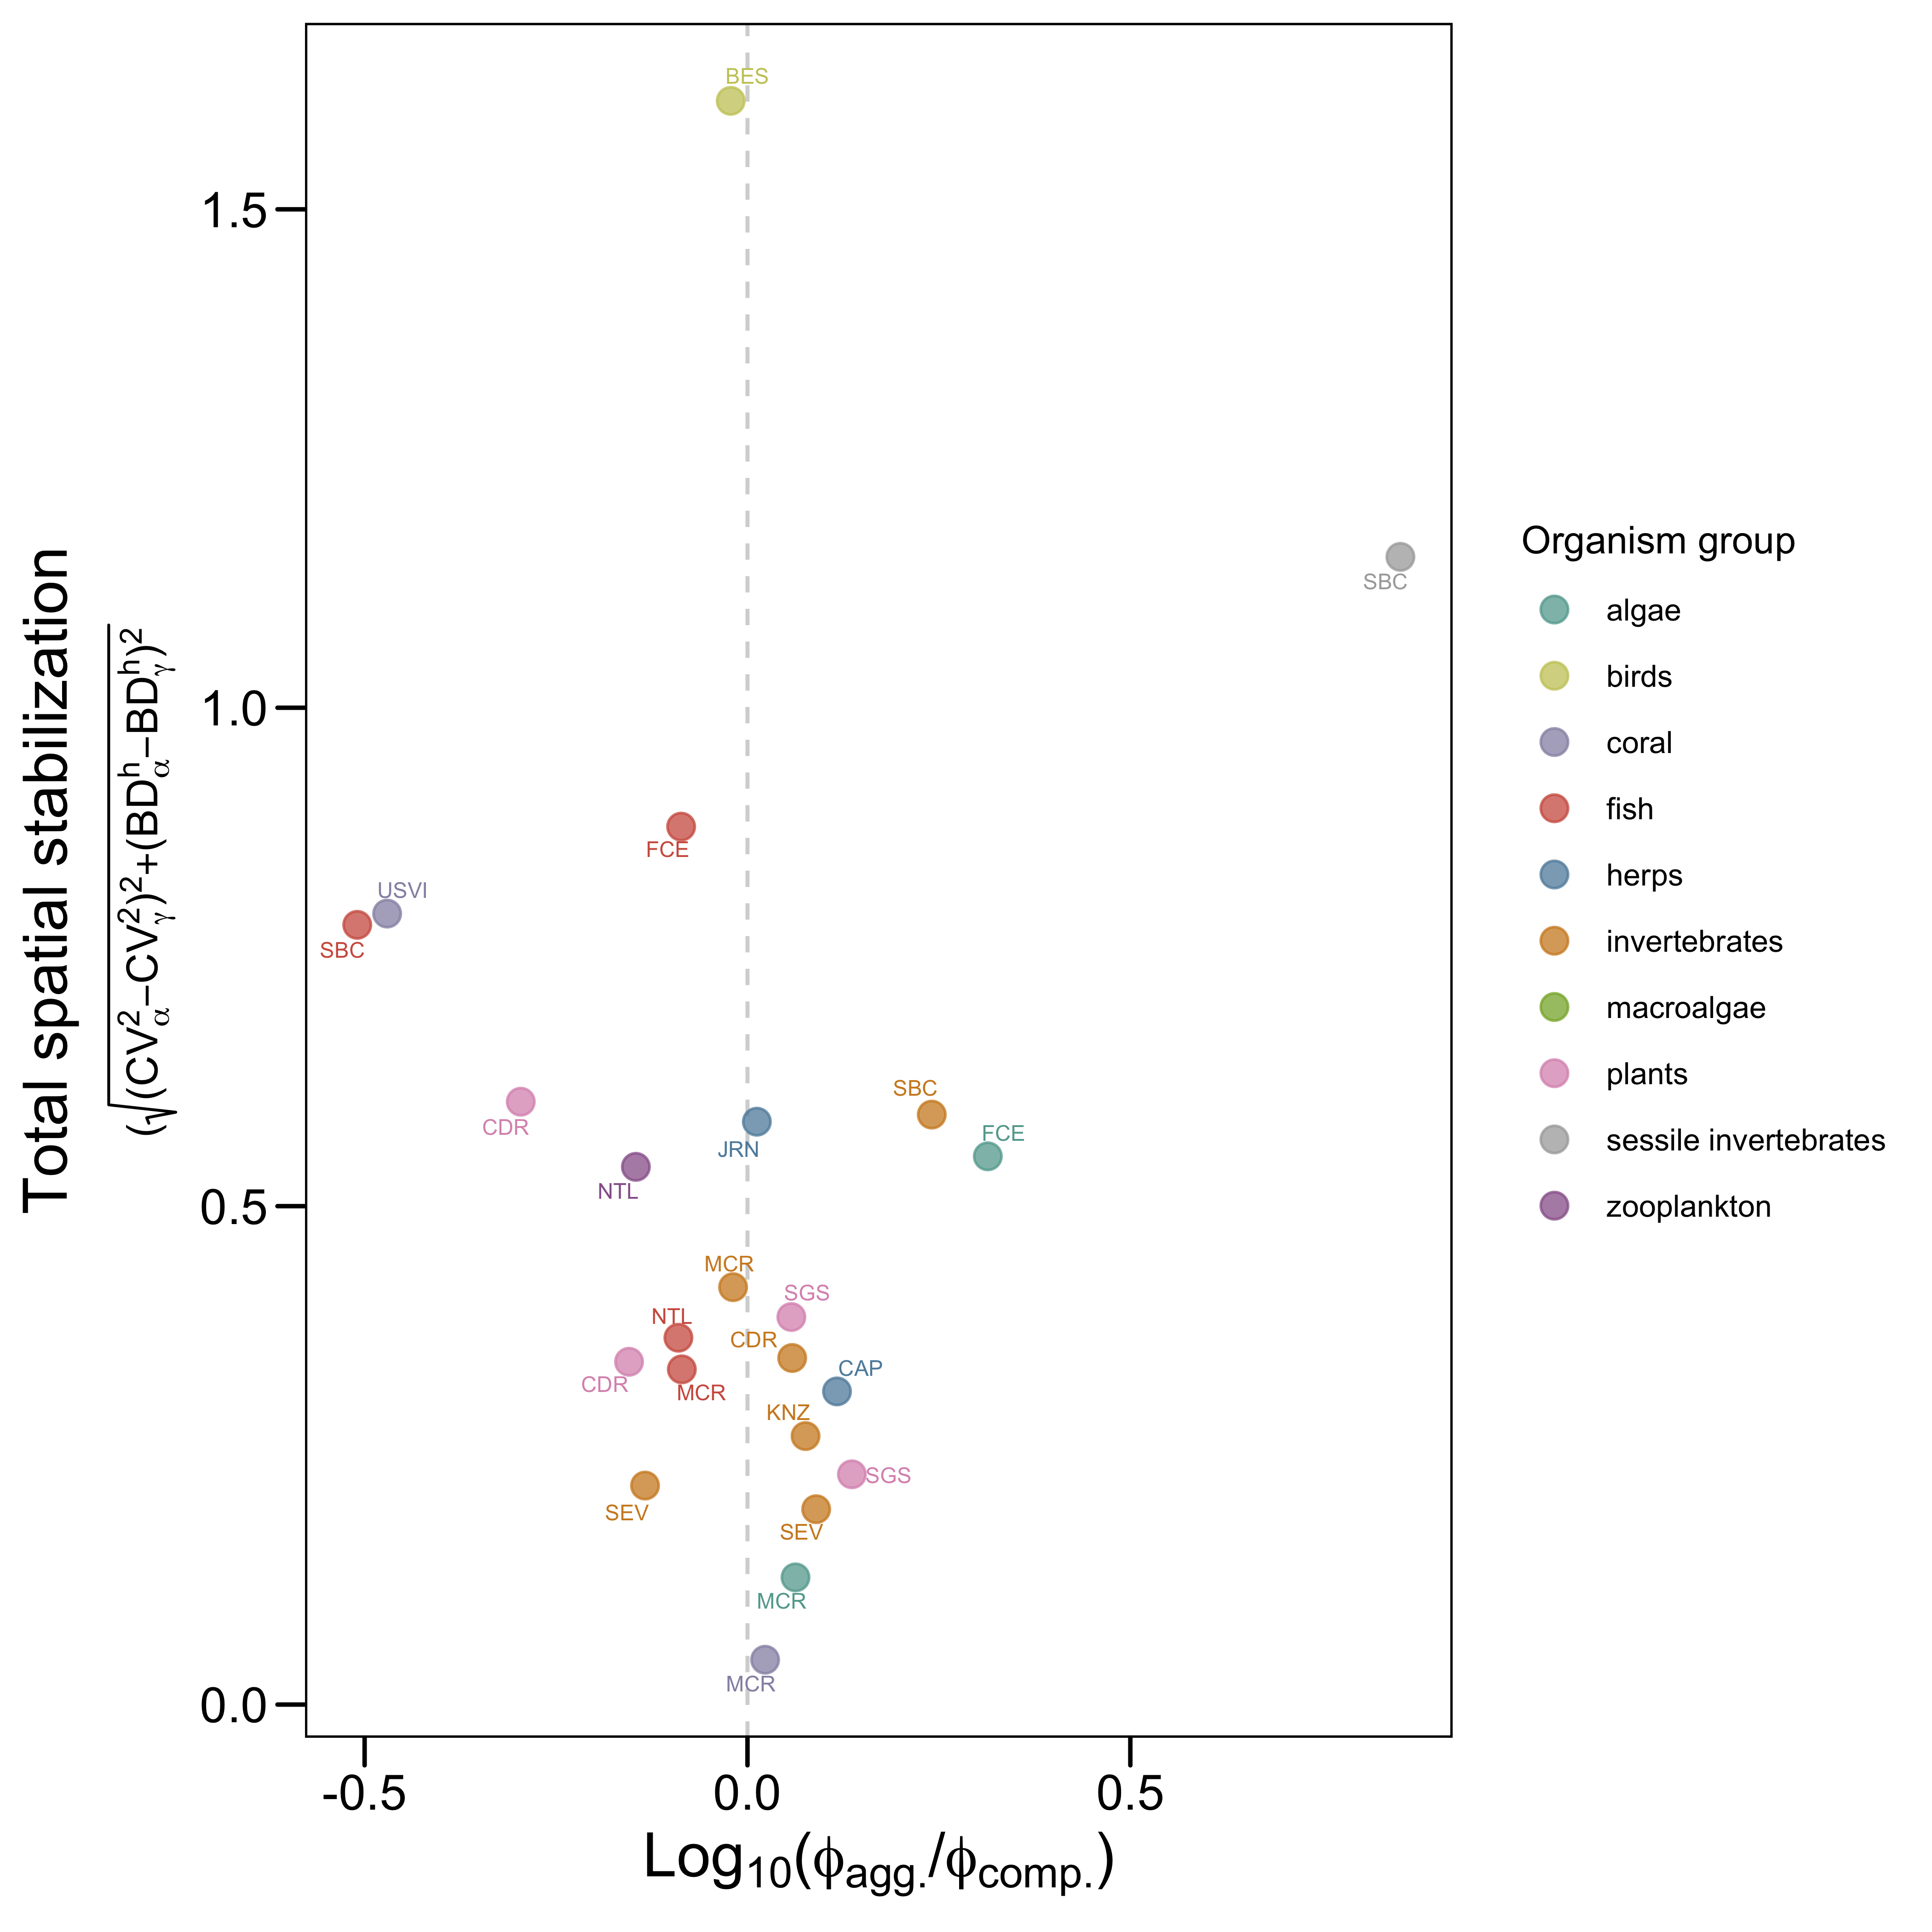 Total spatial stabilization
(√((CV²α−CV²γ)²+(BDʰα−BDʰγ)²
1.5
1.0
0.5
0.0
-0.5
0.0
0.5
Log₁₀(ϕagg./ϕcomp.)
BES
SBC
FCE
USVI
SBC
CDR
SBC
JRN
FCE
NTL
MCR
SGS
NTL
CDR
CAP
CDR
MCR
KNZ
SGS
SEV
SEV
MCR
MCR
Organism group
algae
birds
coral
fish
herps
invertebrates
macroalgae
plants
sessile invertebrates
zooplankton